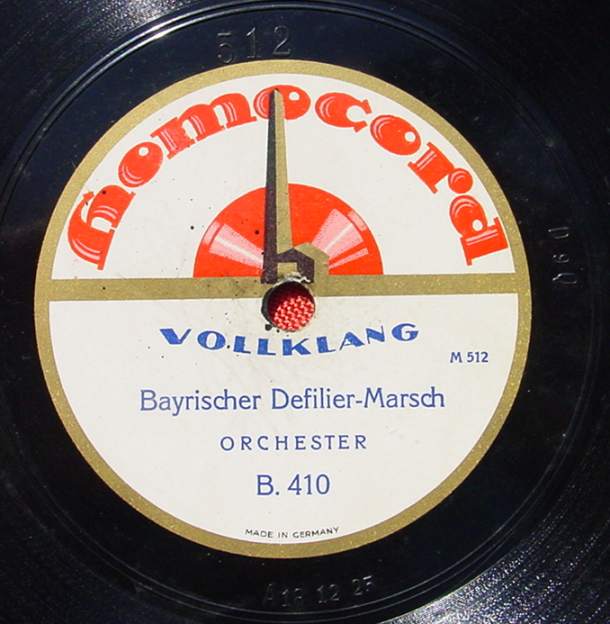 512
homocord
VOLLKLANG
M 512
Bayrischer Defilier-Marsch
ORCHESTER
B. 410
MADE IN GERMANY